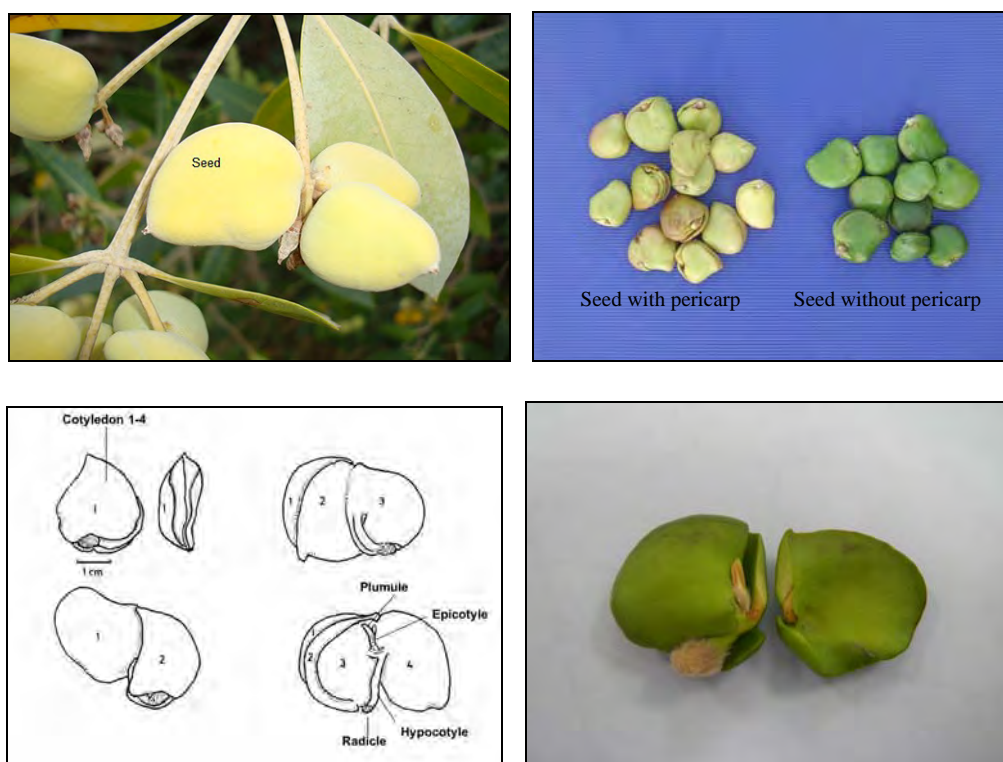 Seed
Seed with pericarp
Seed without pericarp
Cotyledon 1-4
1
1
1 cm
1
2
3
1
2
Plumule
Epicotyle
1
2
3
4
Hypocotyle
Radicle